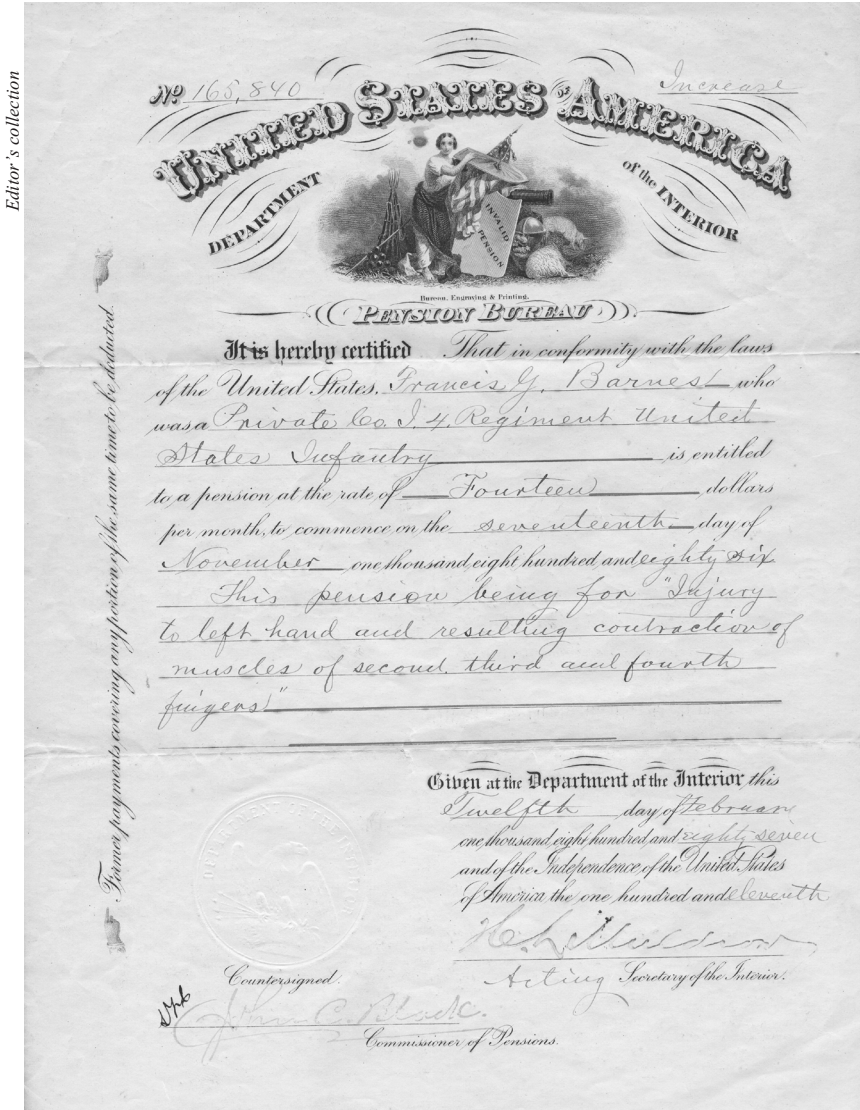 Editor's collection
No 165,840
Increase
UNITED STATES OF AMERICA
DEPARTMENT of the INTERIOR
INVALID
PENSION
Bureau, Engraving & Printing.
PENSION BUREAU
It is hereby certified That in conformity with the laws
of the United States, Francis Y. Barnes who
was a Private Co. I. 4 Regiment United
States Infantry is entitled
to a pension at the rate of Fourteen dollars
per month, to commence on the seventeenth day of
November one thousand eight hundred and eighty six
This pension being for "Injury
to left hand and resulting contraction of
muscles of second, third and fourth
fingers"
Former payments covering any portion of the same time to be deducted.
Given at the Department of the Interior this
Twelfth day of February
one thousand eight hundred and eighty seven
and of the Independence of the United States
of America the one hundred and eleventh
H. L. Muldrow
Acting Secretary of the Interior.
Countersigned.
John C. Black.
Commissioner of Pensions.